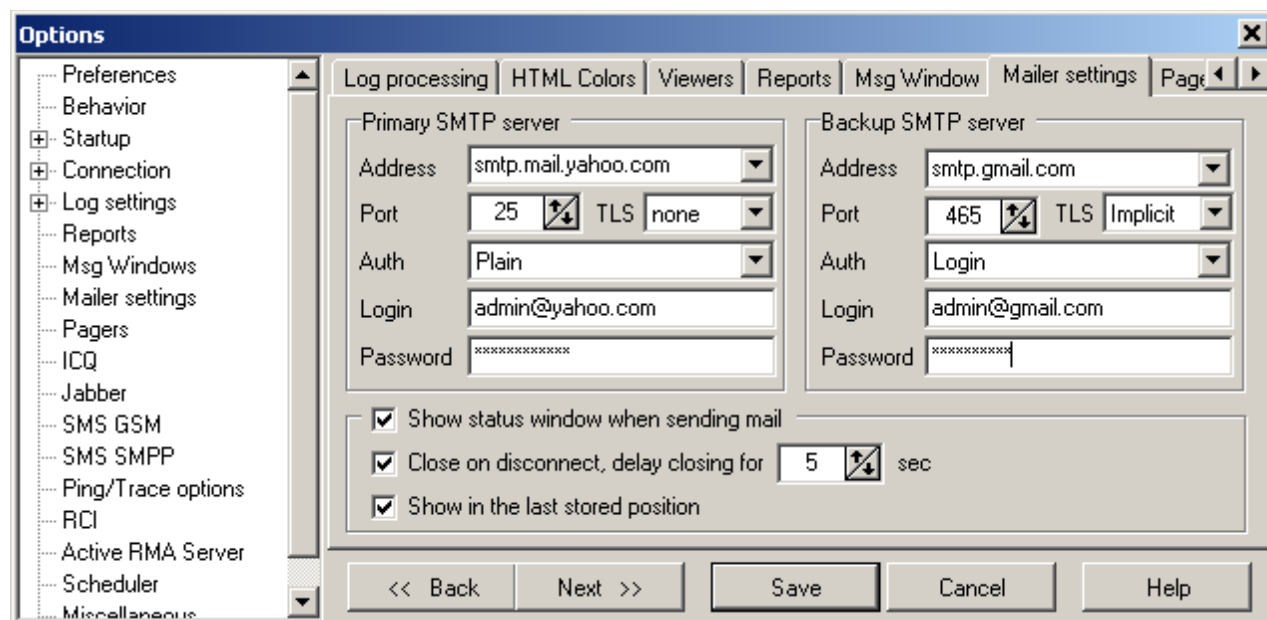 Options
Preferences
Behavior
Startup
Connection
Log settings
Reports
Msg Windows
Mailer settings
Pagers
ICQ
Jabber
SMS GSM
SMS SMPP
Ping/Trace options
RCI
Active RMA Server
Scheduler
Miscellaneous
Log processing HTML Colors Viewers Reports Msg Window Mailer settings Page
Primary SMTP server
Address smtp.mail.yahoo.com
Port 25 TLS none
Auth Plain
Login admin@yahoo.com
Password ************
Backup SMTP server
Address smtp.gmail.com
Port 465 TLS Implicit
Auth Login
Login admin@gmail.com
Password **********
Show status window when sending mail
Close on disconnect, delay closing for 5 sec
Show in the last stored position
<< Back Next >> Save Cancel Help